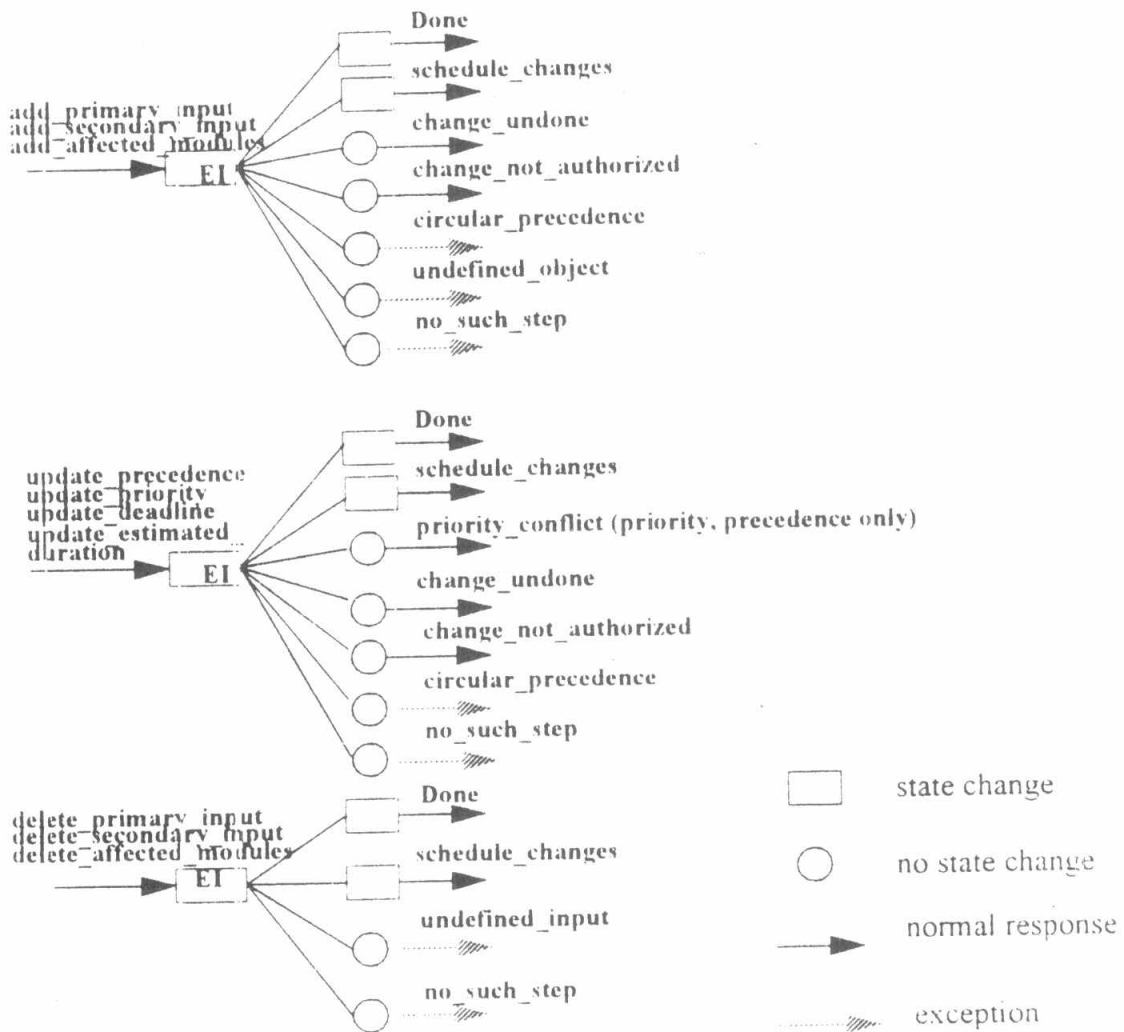 Done
schedule_changes
add_primary_input
add_secondary_input
add_affected_modules
EI
change_undone
change_not_authorized
circular_precedence
undefined_object
no_such_step
Done
schedule_changes
update_precedence
update_priority
update_deadline
update_estimated_
duration
EI
priority_conflict (priority, precedence only)
change_undone
change_not_authorized
circular_precedence
no_such_step
Done
delete_primary_input
delete_secondary_input
delete_affected_modules
EI
schedule_changes
undefined_input
no_such_step
state change
no state change
normal response
exception